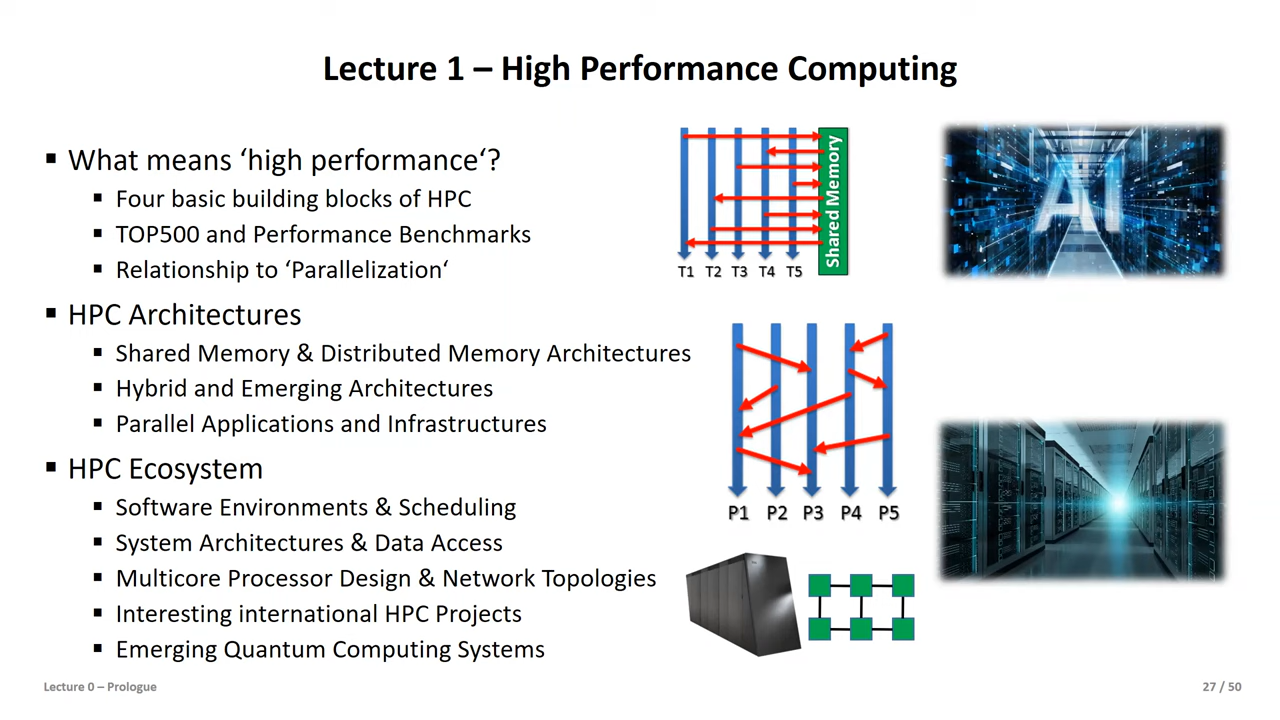 Lecture 1 – High Performance Computing
▪ What means ‘high performance‘?
▪ Four basic building blocks of HPC
▪ TOP500 and Performance Benchmarks
▪ Relationship to ‘Parallelization‘
▪ HPC Architectures
▪ Shared Memory & Distributed Memory Architectures
▪ Hybrid and Emerging Architectures
▪ Parallel Applications and Infrastructures
▪ HPC Ecosystem
▪ Software Environments & Scheduling
▪ System Architectures & Data Access
▪ Multicore Processor Design & Network Topologies
▪ Interesting international HPC Projects
▪ Emerging Quantum Computing Systems
Shared Memory
T1 T2 T3 T4 T5
AI
P1 P2 P3 P4 P5
Lecture 0 – Prologue
27 / 50